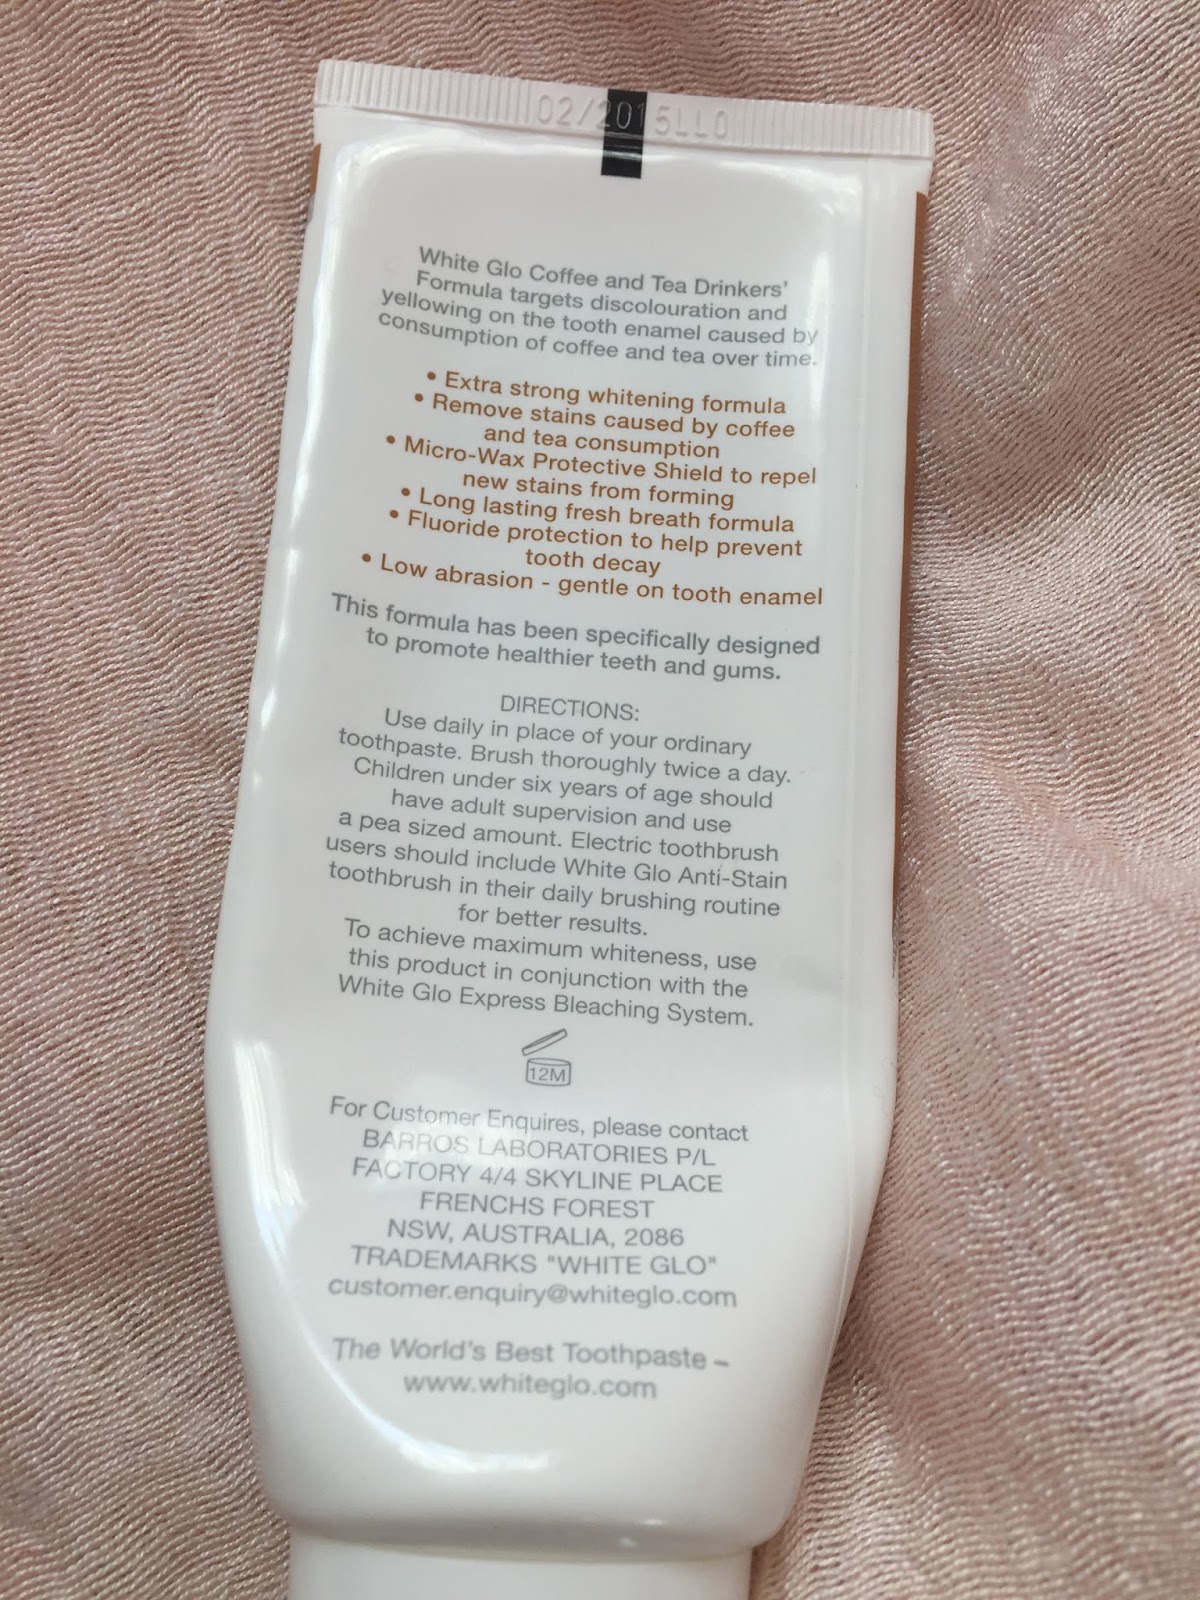 02/2015LLO
White Glo Coffee and Tea Drinkers'
Formula targets discolouration and
yellowing on the tooth enamel caused by
consumption of coffee and tea over time.
• Extra strong whitening formula
• Remove stains caused by coffee
and tea consumption
• Micro-Wax Protective Shield to repel
new stains from forming
• Long lasting fresh breath formula
• Fluoride protection to help prevent
tooth decay
• Low abrasion - gentle on tooth enamel
This formula has been specifically designed
to promote healthier teeth and gums.
DIRECTIONS:
Use daily in place of your ordinary
toothpaste. Brush thoroughly twice a day.
Children under six years of age should
have adult supervision and use
a pea sized amount. Electric toothbrush
users should include White Glo Anti-Stain
toothbrush in their daily brushing routine
for better results.
To achieve maximum whiteness, use
this product in conjunction with the
White Glo Express Bleaching System.
12M
For Customer Enquires, please contact
BARROS LABORATORIES P/L
FACTORY 4/4 SKYLINE PLACE
FRENCHS FOREST
NSW, AUSTRALIA, 2086
TRADEMARKS "WHITE GLO"
customer.enquiry@whiteglo.com
The World's Best Toothpaste –
www.whiteglo.com